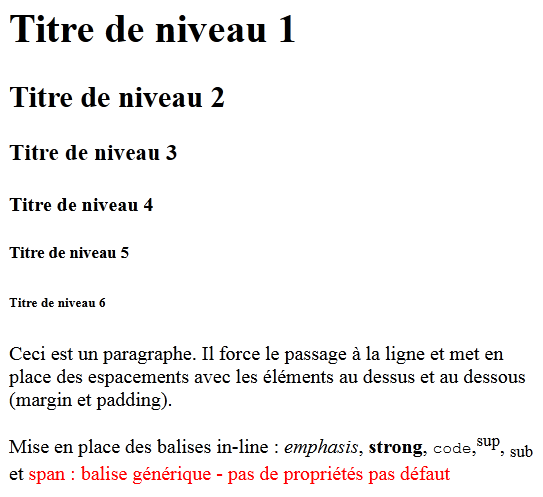 Titre de niveau 1
Titre de niveau 2
Titre de niveau 3
Titre de niveau 4
Titre de niveau 5
Titre de niveau 6
Ceci est un paragraphe. Il force le passage à la ligne et met en
place des espacements avec les éléments au dessus et au dessous
(margin et padding).
Mise en place des balises in-line : emphasis, strong, code,sup, sub
et span : balise générique - pas de propriétés pas défaut